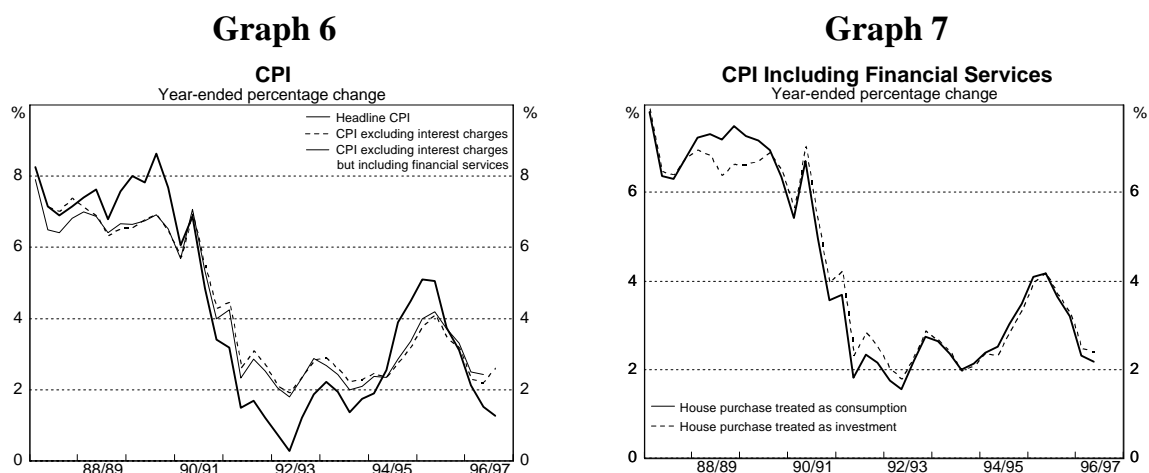 Graph 6
CPI
Year-ended percentage change
% %
Headline CPI
CPI excluding interest charges
CPI excluding interest charges
but including financial services
8 8
6 6
4 4
2 2
0 0
88/89 90/91 92/93 94/95 96/97
Graph 7
CPI Including Financial Services
Year-ended percentage change
% %
6 6
4 4
2 2
House purchase treated as consumption
House purchase treated as investment
0 0
88/89 90/91 92/93 94/95 96/97